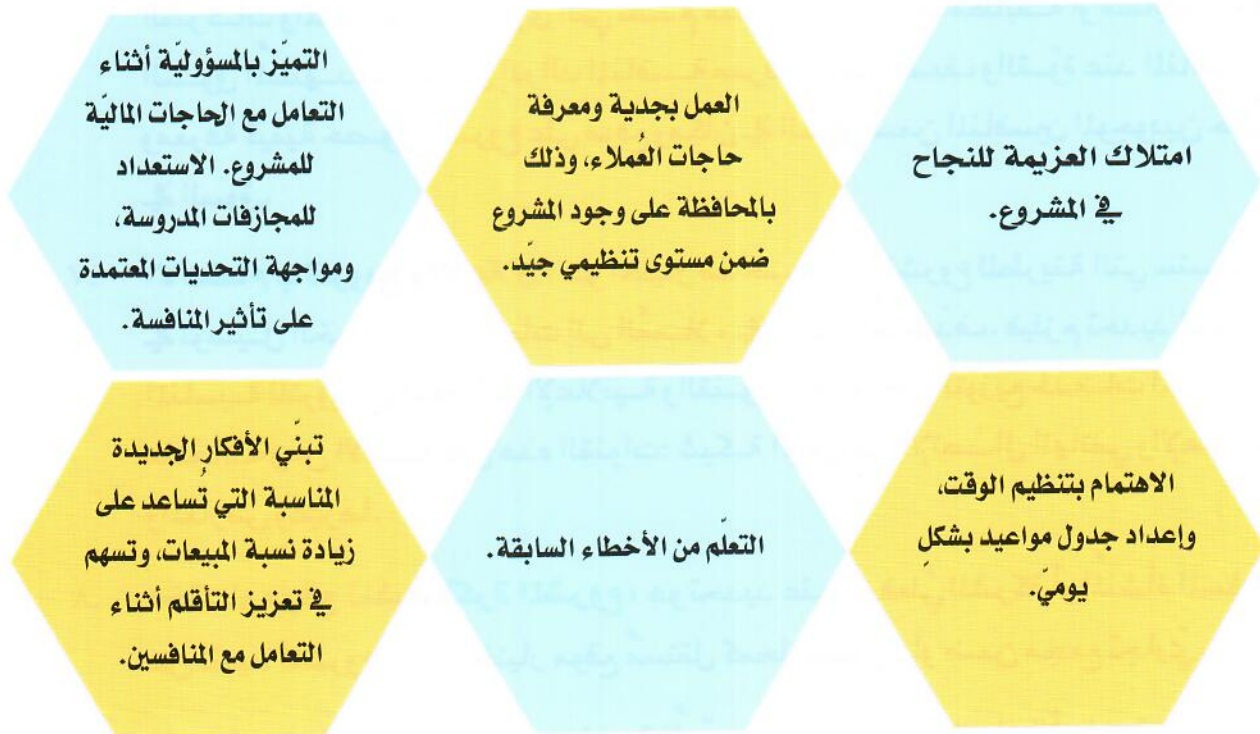 امتلاك العزيمة للنجاح
في المشروع.
العمل بجدية ومعرفة
حاجات العُملاء، وذلك
بالمحافظة على وجود المشروع
ضمن مستوى تنظيمي جيّد.
التميّز بالمسؤوليّة أثناء
التعامل مع الحاجات الماليّة
للمشروع. الاستعداد
للمجازفات المدروسة،
ومواجهة التحديات المعتمدة
على تأثير المنافسة.
الاهتمام بتنظيم الوقت،
وإعداد جدول مواعيد بشكلٍ
يوميّ.
التعلّم من الأخطاء السابقة.
تبنّي الأفكار الجديدة
المناسبة التي تُساعد على
زيادة نسبة المبيعات، وتسهم
في تعزيز التأقلم أثناء
التعامل مع المنافسين.